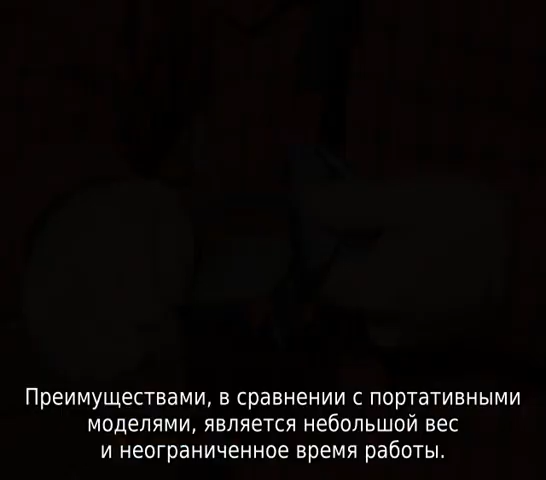 Преимуществами, в сравнении с портативными
моделями, является небольшой вес
и неограниченное время работы.